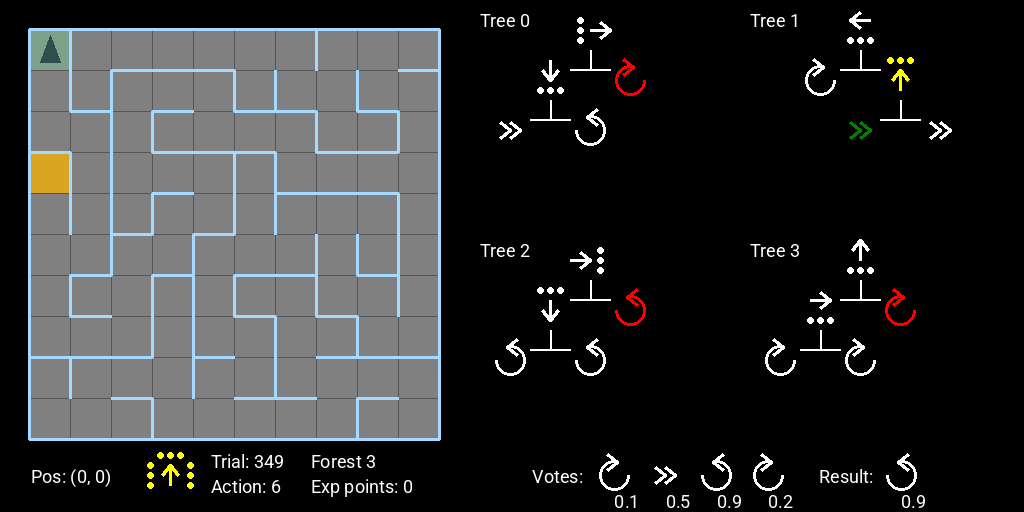 Tree 0
Tree 1
Tree 2
Tree 3
Pos: (0, 0)
Trial: 349
Forest 3
Action: 6
Exp points: 0
Votes:
0.1
0.5
0.9
0.2
Result:
0.9